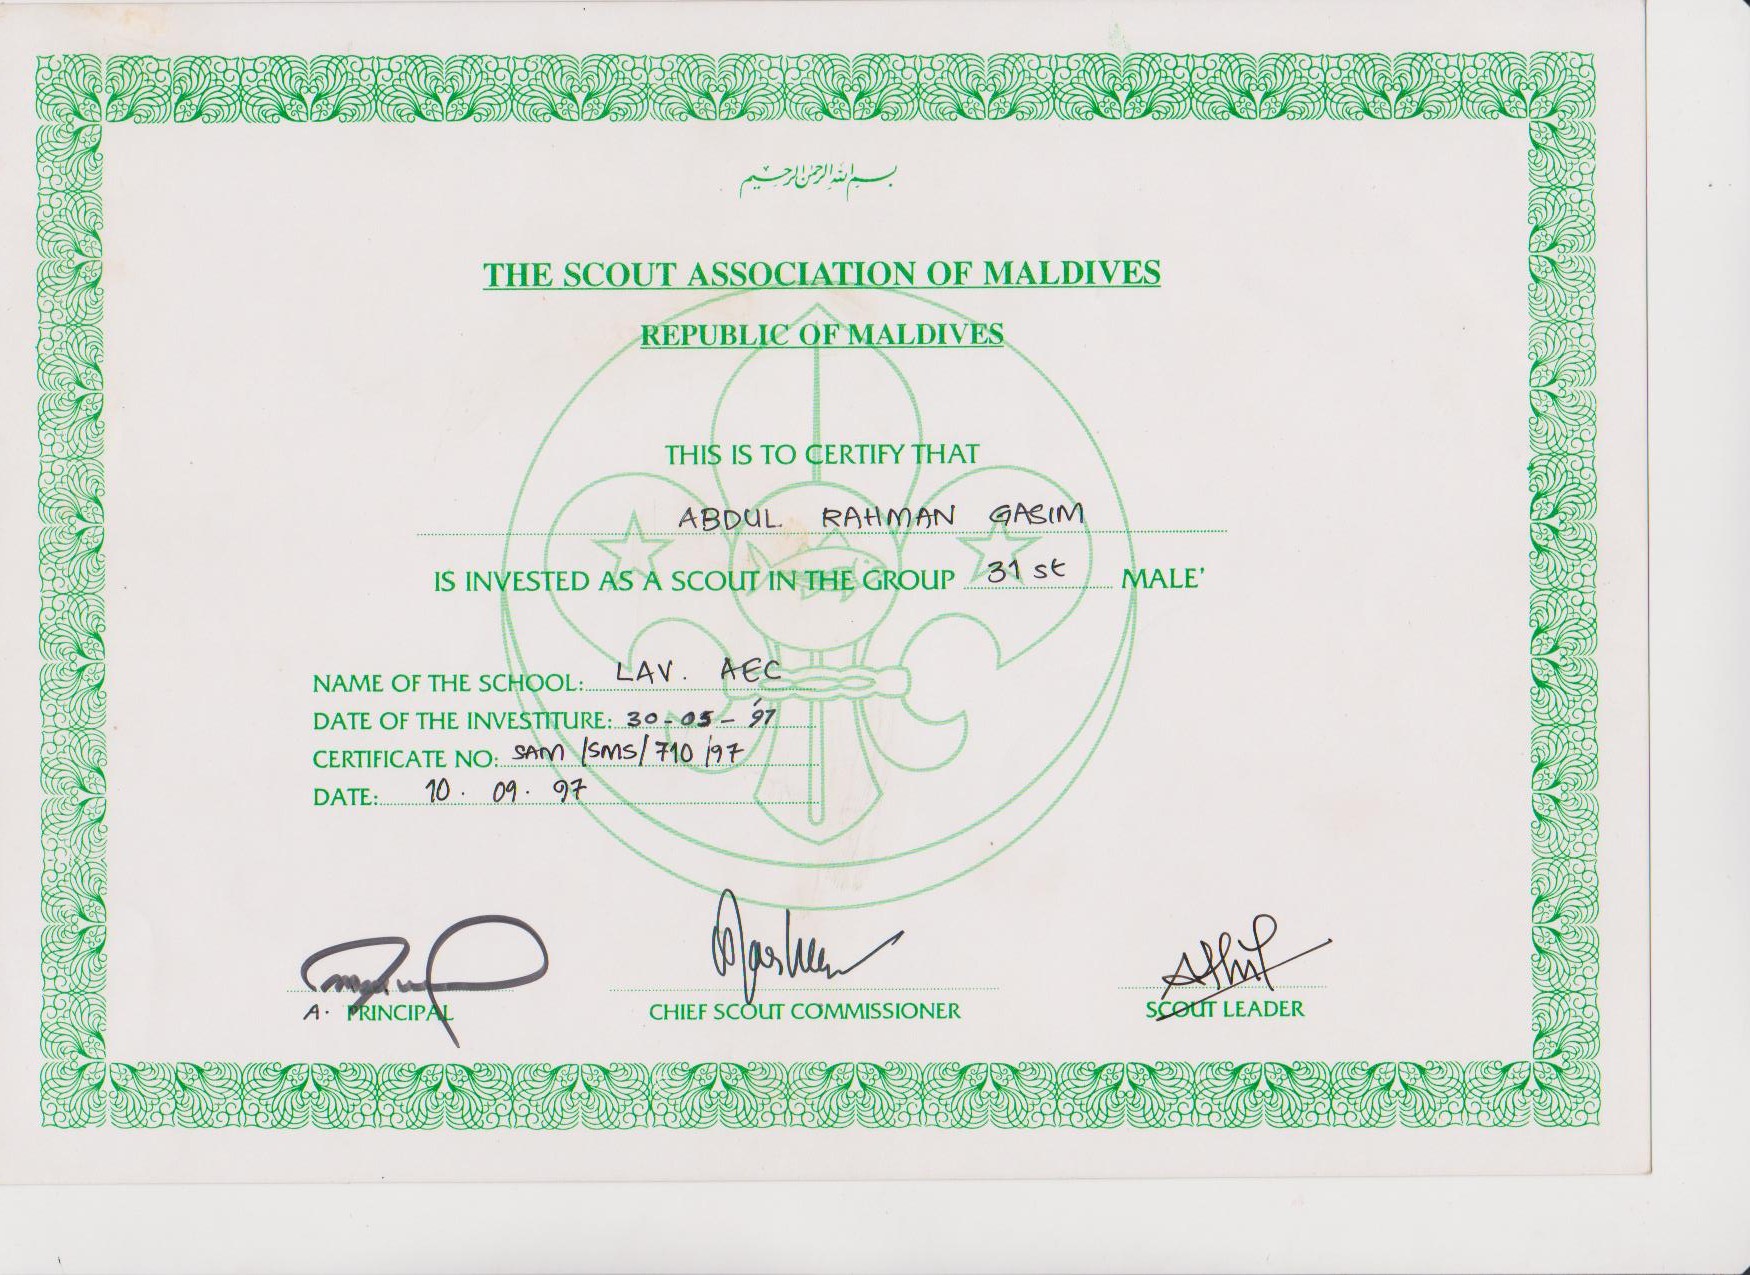 بسم الله الرحمن الرحيم
THE SCOUT ASSOCIATION OF MALDIVES
REPUBLIC OF MALDIVES
THIS IS TO CERTIFY THAT
ABDUL RAHMAN GASIM
IS INVESTED AS A SCOUT IN THE GROUP 31st MALE'
NAME OF THE SCHOOL: LAV. AEC
DATE OF THE INVESTITURE: 30-05-'97
CERTIFICATE NO: SAM/SMS/710/97
DATE: 10. 09. 97
A. PRINCIPAL
CHIEF SCOUT COMMISSIONER
SCOUT LEADER